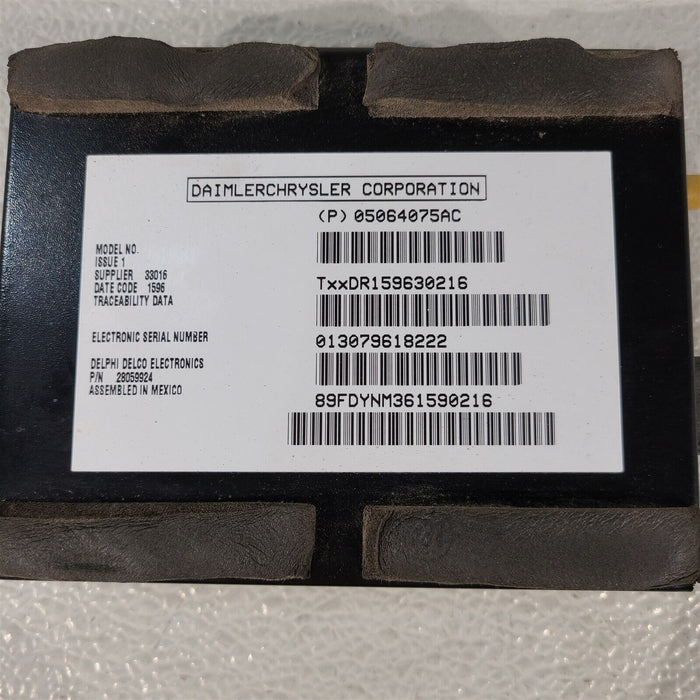 DAIMLERCHRYSLER CORPORATION
(P) 05064075AC
MODEL NO.
ISSUE 1
SUPPLIER 33016
DATE CODE 1596
TRACEABILITY DATA
TxxDR159630216
ELECTRONIC SERIAL NUMBER
013079618222
DELPHI DELCO ELECTRONICS
P/N 28059924
ASSEMBLED IN MEXICO
89FDYNM361590216